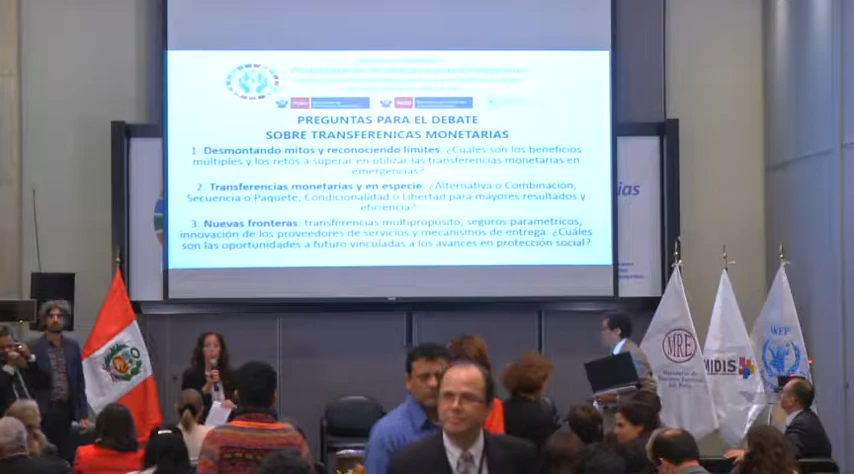 PREGUNTAS PARA EL DEBATE
SOBRE TRANSFERENICAS MONETARIAS
1. Desmontando mitos y reconociendo límites: ¿Cuáles son los beneficios
múltiples y los retos a superar en utilizar las transferencias monetarias en
emergencias?
2. Transferencias monetarias y en especie: ¿Alternativa o Combinación,
Secuencia o Paquete, Condicionalidad o Libertad para mayores resultados y
eficiencia?
3. Nuevas fronteras: transferencias multipropósito, seguros paramétricos,
innovación de los proveedores de servicios y mecanismos de entrega: ¿Cuáles
son las oportunidades a futuro vinculadas a los avances en protección social?
ias
MRE
MIDIS
WFP